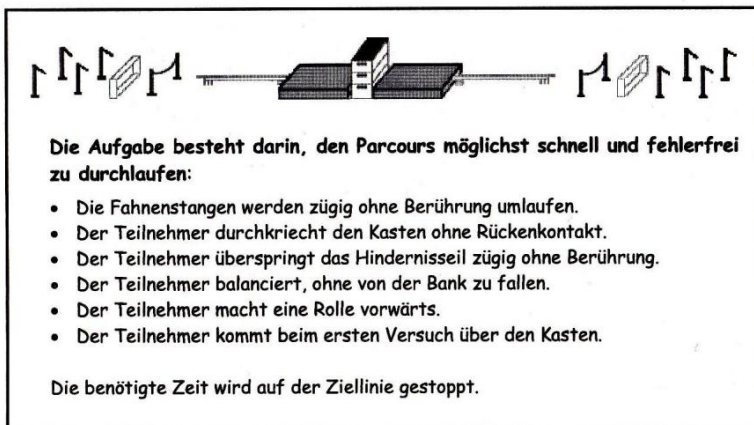 Die Aufgabe besteht darin, den Parcours möglichst schnell und fehlerfrei
zu durchlaufen:
• Die Fahnenstangen werden zügig ohne Berührung umlaufen.
• Der Teilnehmer durchkriecht den Kasten ohne Rückenkontakt.
• Der Teilnehmer überspringt das Hindernisseil zügig ohne Berührung.
• Der Teilnehmer balanciert, ohne von der Bank zu fallen.
• Der Teilnehmer macht eine Rolle vorwärts.
• Der Teilnehmer kommt beim ersten Versuch über den Kasten.
Die benötigte Zeit wird auf der Ziellinie gestoppt.